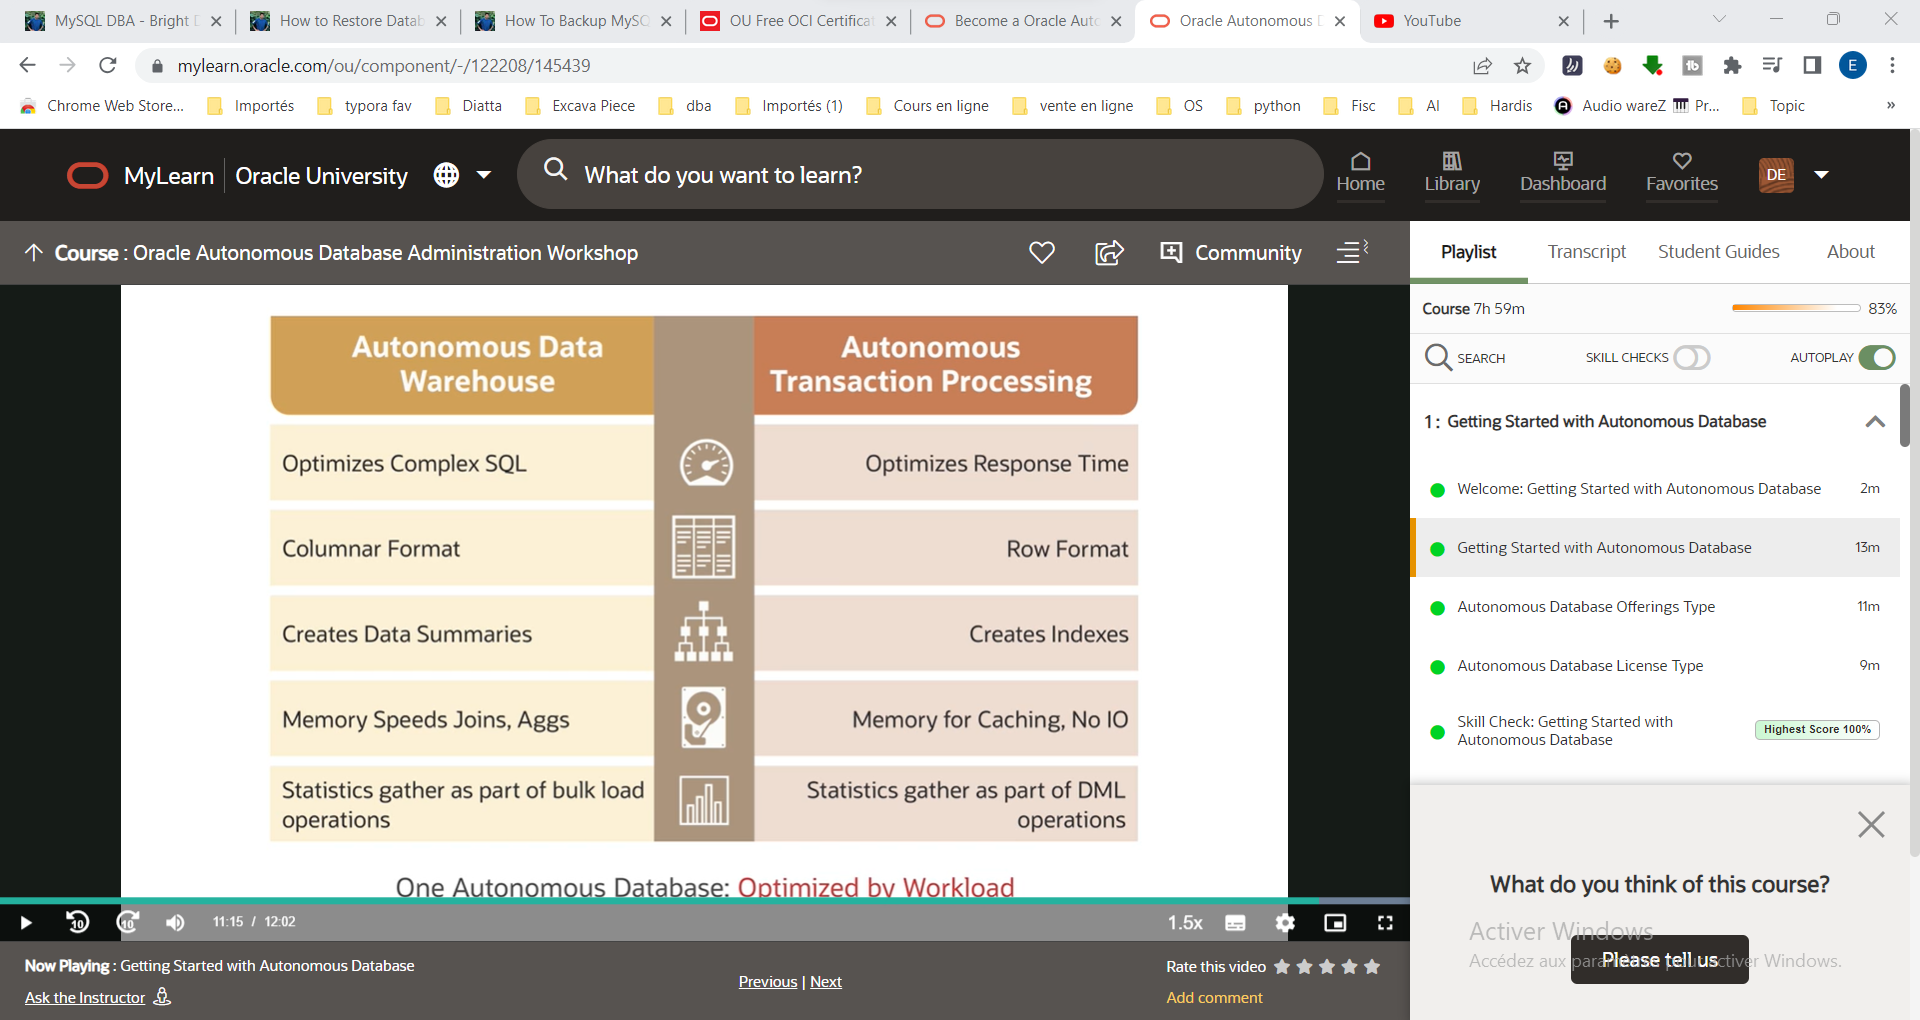 MySQL DBA - Bright
How to Restore Datab
How To Backup MySQ
OU Free OCI Certificat
Become a Oracle Auto
Oracle Autonomous
YouTube
mylearn.oracle.com/ou/component/-/122208/145439
E
Chrome Web Store...
Importés
typora fav
Diatta
Excava Piece
dba
Importés (1)
Cours en ligne
vente en ligne
OS
python
Fisc
AI
Hardis
Audio wareZ
Pr...
Topic
»
MyLearn
Oracle University
What do you want to learn?
Home
Library
Dashboard
Favorites
DE
Course : Oracle Autonomous Database Administration Workshop
Community
Autonomous Data
Warehouse
Autonomous
Transaction Processing
Optimizes Complex SQL
Optimizes Response Time
Columnar Format
Row Format
Creates Data Summaries
Creates Indexes
Memory Speeds Joins, Aggs
Memory for Caching, No IO
Statistics gather as part of bulk load
operations
Statistics gather as part of DML
operations
One Autonomous Database: Optimized by Workload
10
10
11:15 / 12:02
1.5x
Now Playing : Getting Started with Autonomous Database
Ask the Instructor
Previous | Next
Rate this video
Add comment
Playlist
Transcript
Student Guides
About
Course 7h 59m
83%
SEARCH
SKILL CHECKS
AUTOPLAY
1: Getting Started with Autonomous Database
Welcome: Getting Started with Autonomous Database 2m
Getting Started with Autonomous Database 13m
Autonomous Database Offerings Type 11m
Autonomous Database License Type 9m
Skill Check: Getting Started with
Autonomous Database
Highest Score 100%
What do you think of this course?
Activer Windows
Please tell us
Accédez aux activer Windows.